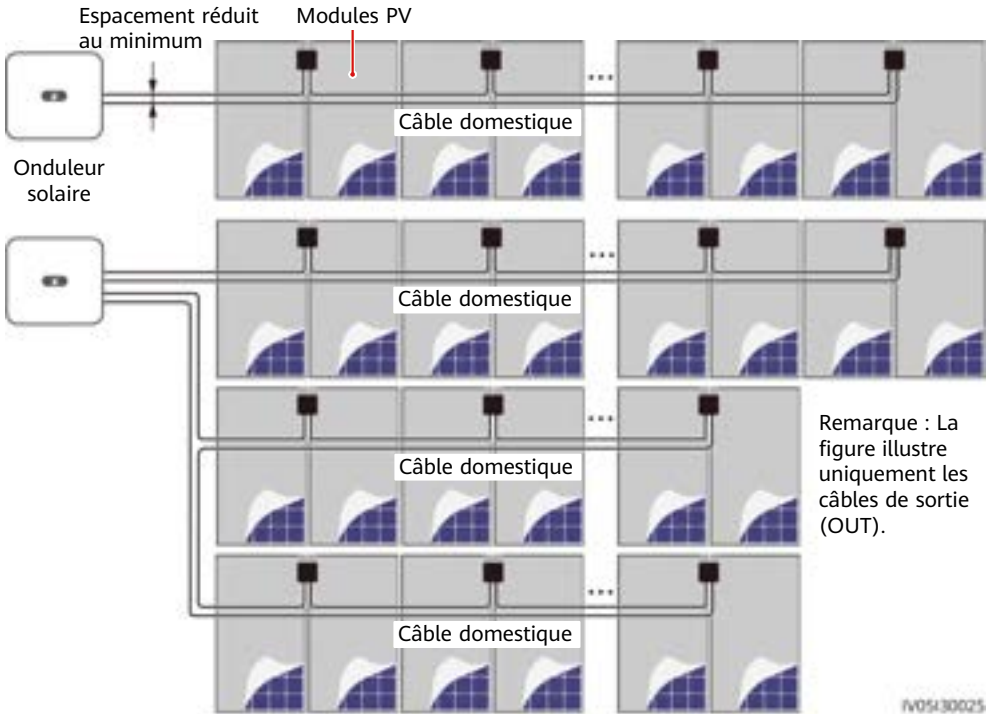 Espacement réduit
au minimum
Modules PV
...
Câble domestique
Onduleur
solaire
...
Câble domestique
...
Câble domestique
Remarque : La
figure illustre
uniquement les
câbles de sortie
(OUT).
...
Câble domestique
IV05I30025